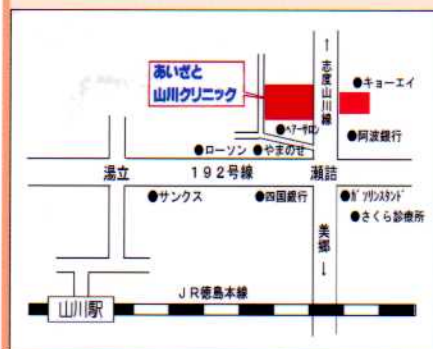 ↑志度山川線
あいざと
山川クリニック
●キョーエイ
●ヘアーサロン
●阿波銀行
●ローソン ●やまのせ
湯立 192号線 瀬詰
●サンクス ●四国銀行 ●ガソリンスタンド
●さくら診療所
美郷↓
JR徳島本線
山川駅